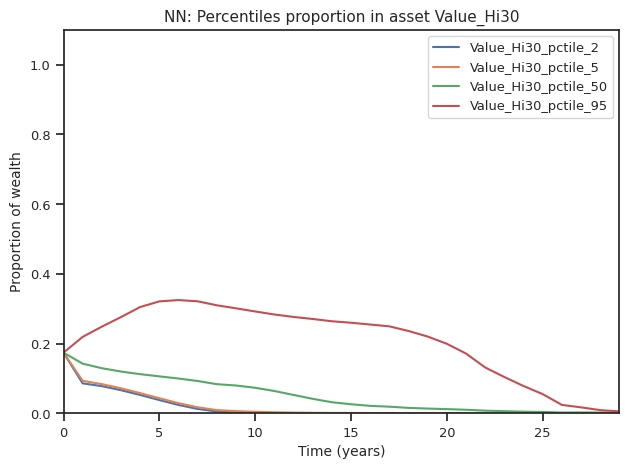 NN: Percentiles proportion in asset Value_Hi30
Value_Hi30_pctile_2
Value_Hi30_pctile_5
Value_Hi30_pctile_50
Value_Hi30_pctile_95
Proportion of wealth
1.0
0.8
0.6
0.4
0.2
0.0
0 5 10 15 20 25
Time (years)